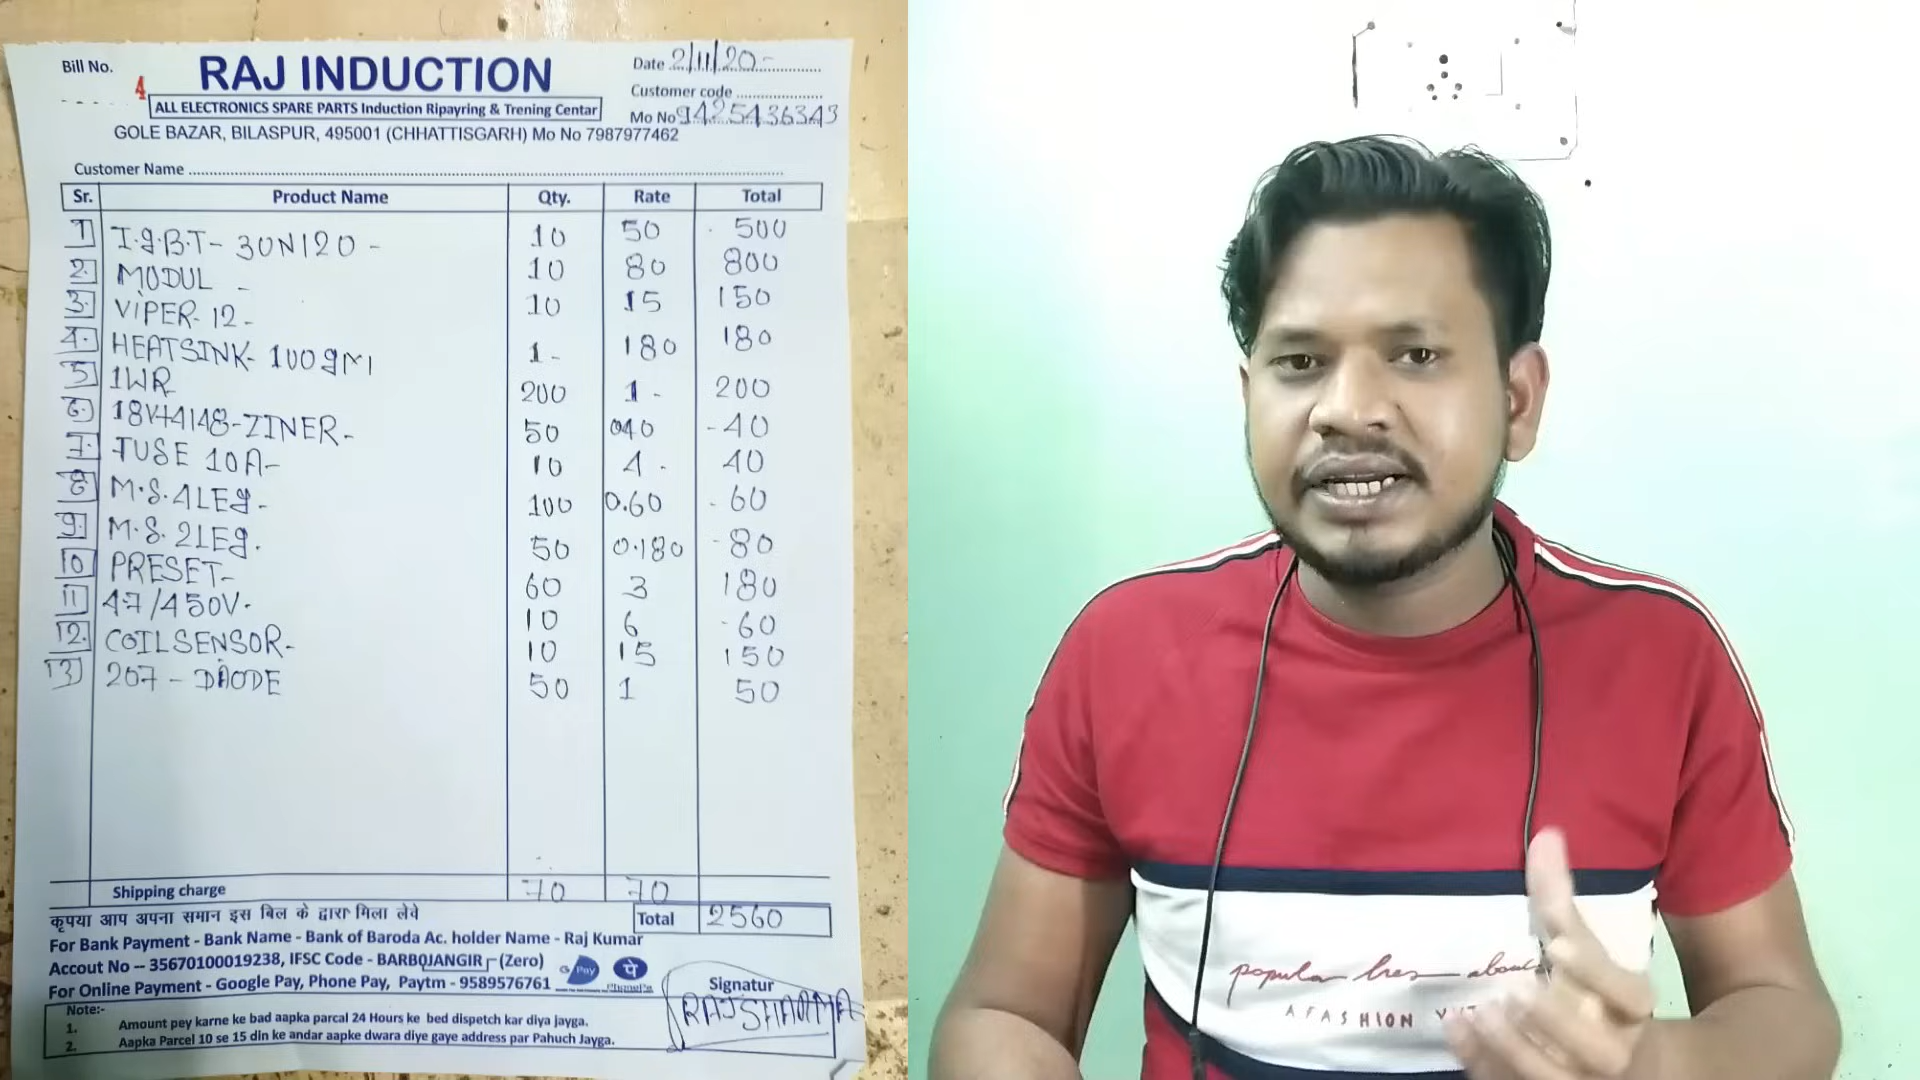 Bill No. 4
RAJ INDUCTION
Date 2/11/20-
ALL ELECTRONICS SPARE PARTS Induction Ripayring & Trening Centar
Customer code
Mo No 9425436343
GOLE BAZAR, BILASPUR, 495001 (CHHATTISGARH) Mo No 7987977462
Customer Name
Sr. Product Name Qty. Rate Total
1 I.G.B.T- 30N120 - 10 50 500
2. MODUL - 10 80 800
3. VIPER-12- 10 15 150
4. HEATSINK-100gm 1- 180 180
5 1WR 200 1- 200
6. 18V+4148-ZINER- 50 040 -40
7. FUSE 10A- 10 4- 40
8 M.S.4LEg- 100 0.60 -60
9. M.S.2LEg. 50 0.180 -80
10 PRESET- 60 3 180
11 47/450V. 10 6 -60
12. COILSENSOR- 10 15 150
13) 207-DIODE 50 1 50
Shipping charge 70 70
कृपया आप अपना समान इस बिल के द्वारा मिला लेवे
Total 2560
For Bank Payment - Bank Name - Bank of Baroda Ac. holder Name - Raj Kumar
Accout No – 35670100019238, IFSC Code - BARB0JANGIR - (Zero)
For Online Payment - Google Pay, Phone Pay, Paytm - 9589576761
G Pay
पे
PhonePe
Signatur
RAJSHARMA
Note:-
1. Amount pey karne ke bad aapka parcal 24 Hours ke bed dispetch kar diya jayga.
2. Aapka Parcel 10 se 15 din ke andar aapke dwara diye gaye address par Pahuch Jayga.
A FASHION